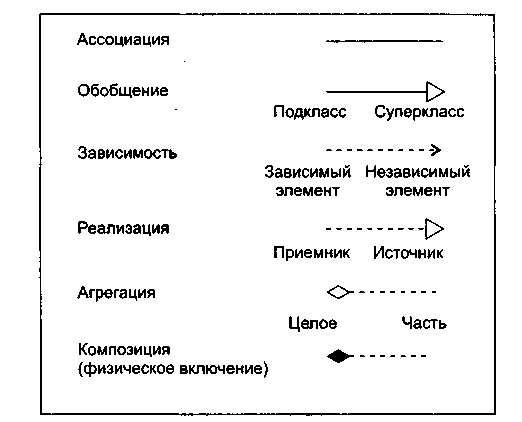 Ассоциация
Обобщение
Подкласс Суперкласс
Зависимость
Зависимый Независимый
элемент элемент
Реализация
Приемник Источник
Агрегация
Целое Часть
Композиция
(физическое включение)